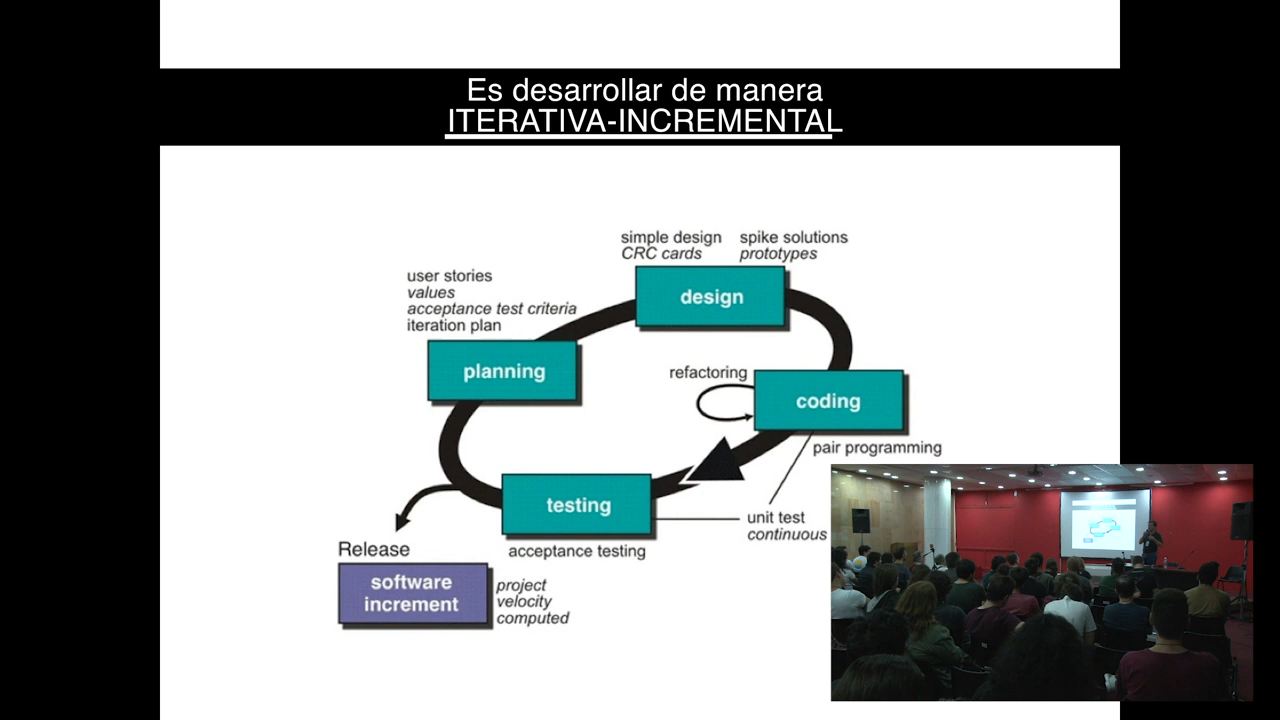 Es desarrollar de manera
ITERATIVA-INCREMENTAL
simple design
CRC cards
spike solutions
prototypes
design
user stories
values
acceptance test criteria
iteration plan
planning
refactoring
coding
pair programming
testing
acceptance testing
unit test
continuous
Release
software
increment
project
velocity
computed